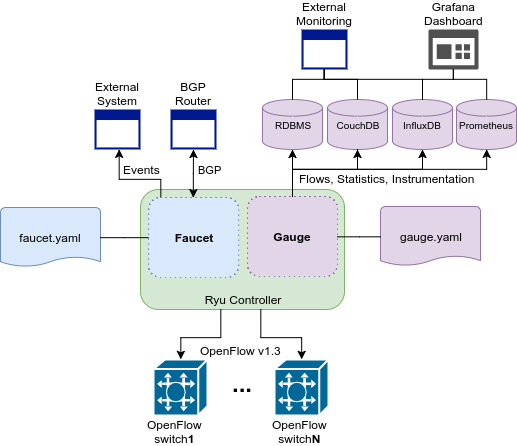 External
Monitoring
Grafana
Dashboard
External
System
BGP
Router
RDBMS
CouchDB
InfluxDB
Prometheus
Events
BGP
Flows, Statistics, Instrumentation
faucet.yaml
Faucet
Gauge
gauge.yaml
Ryu Controller
OpenFlow v1.3
...
OpenFlow
switch1
OpenFlow
switchN